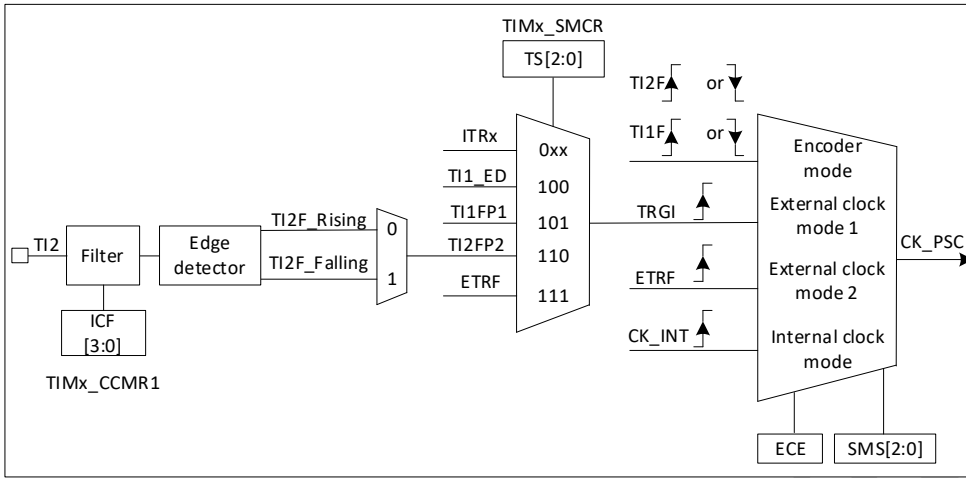 TIMx_SMCR
TS[2:0]
TI2F or
TI1F or
ITRx
0xx
Encoder
mode
TI1_ED
100
TI1FP1
101
TRGI
External clock
mode 1
TI2
Filter
Edge
detector
TI2F_Rising
0
TI2F_Falling
1
TI2FP2
110
CK_PSC
ETRF
111
ETRF
External clock
mode 2
ICF
[3:0]
TIMx_CCMR1
CK_INT
Internal clock
mode
ECE
SMS[2:0]